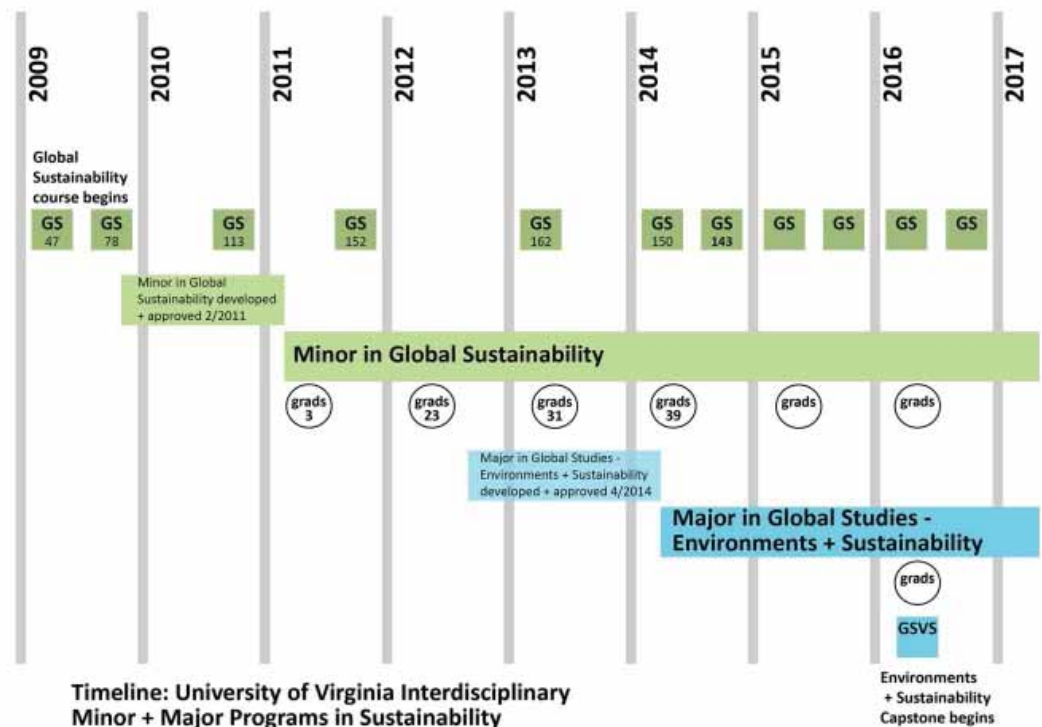 2009
2010
2011
2012
2013
2014
2015
2016
2017
Global
Sustainability
course begins
GS
47
GS
78
GS
113
GS
152
GS
162
GS
150
GS
143
GS
GS
GS
GS
Minor in Global
Sustainability developed
+ approved 2/2011
Minor in Global Sustainability
grads
3
grads
23
grads
31
grads
39
grads
grads
Major in Global Studies -
Environments + Sustainability
developed + approved 4/2014
Major in Global Studies -
Environments + Sustainability
grads
GSVS
Environments
+ Sustainability
Capstone begins
Timeline: University of Virginia Interdisciplinary
Minor + Major Programs in Sustainability